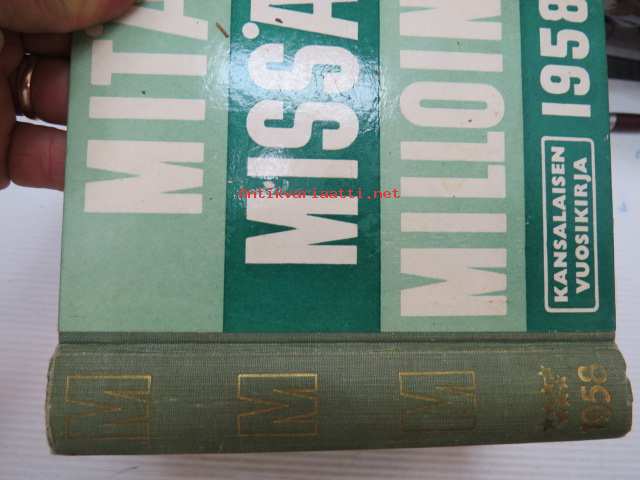 MITÄ
MISSÄ
MILLOIN
1958
KANSALAISEN
VUOSIKIRJA
Antikvariaatti.net
M
M
M
1958